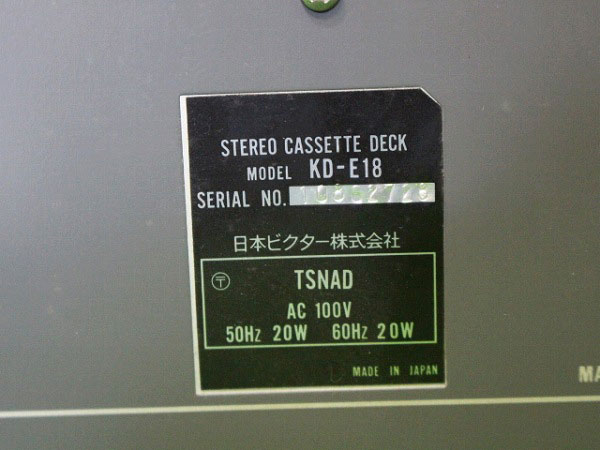 STEREO CASSETTE DECK
MODEL KD-E18
SERIAL NO.
日本ビクター株式会社
〒 TSNAD
AC 100V
50Hz 20W 60Hz 20W
MADE IN JAPAN